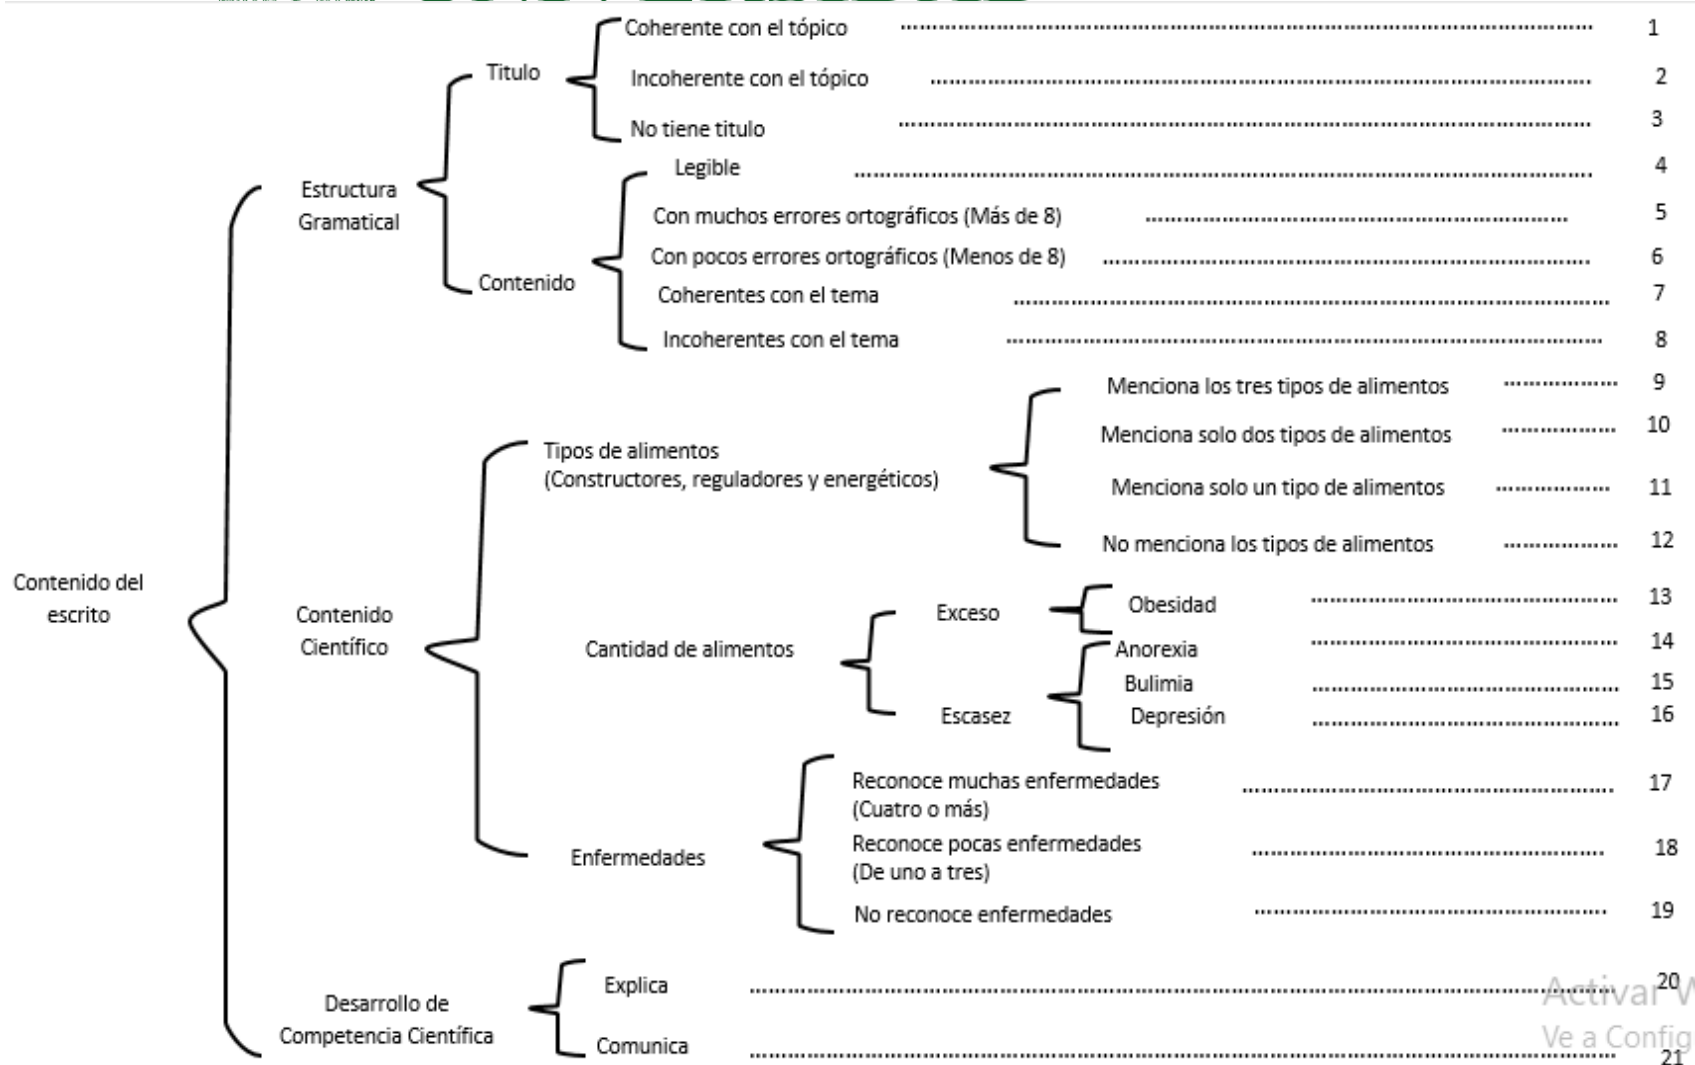 Coherente con el tópico ........ 1
Titulo
Incoherente con el tópico ........ 2
No tiene titulo ........ 3
Legible ........ 4
Estructura
Gramatical
Con muchos errores ortográficos (Más de 8) ........ 5
Con pocos errores ortográficos (Menos de 8) ........ 6
Contenido
Coherentes con el tema ........ 7
Incoherentes con el tema ........ 8
Menciona los tres tipos de alimentos ........ 9
Menciona solo dos tipos de alimentos ........ 10
Tipos de alimentos
(Constructores, reguladores y energéticos)
Menciona solo un tipo de alimentos ........ 11
No menciona los tipos de alimentos ........ 12
Contenido del
escrito
Contenido
Científico
Cantidad de alimentos
Exceso
Obesidad ........ 13
Anorexia ........ 14
Bulimia ........ 15
Escasez
Depresión ........ 16
Reconoce muchas enfermedades ........ 17
(Cuatro o más)
Reconoce pocas enfermedades ........ 18
(De uno a tres)
Enfermedades
No reconoce enfermedades ........ 19
Explica ........ 20
Desarrollo de
Competencia Científica
Comunica ........ 21
Activar W
Ve a Config